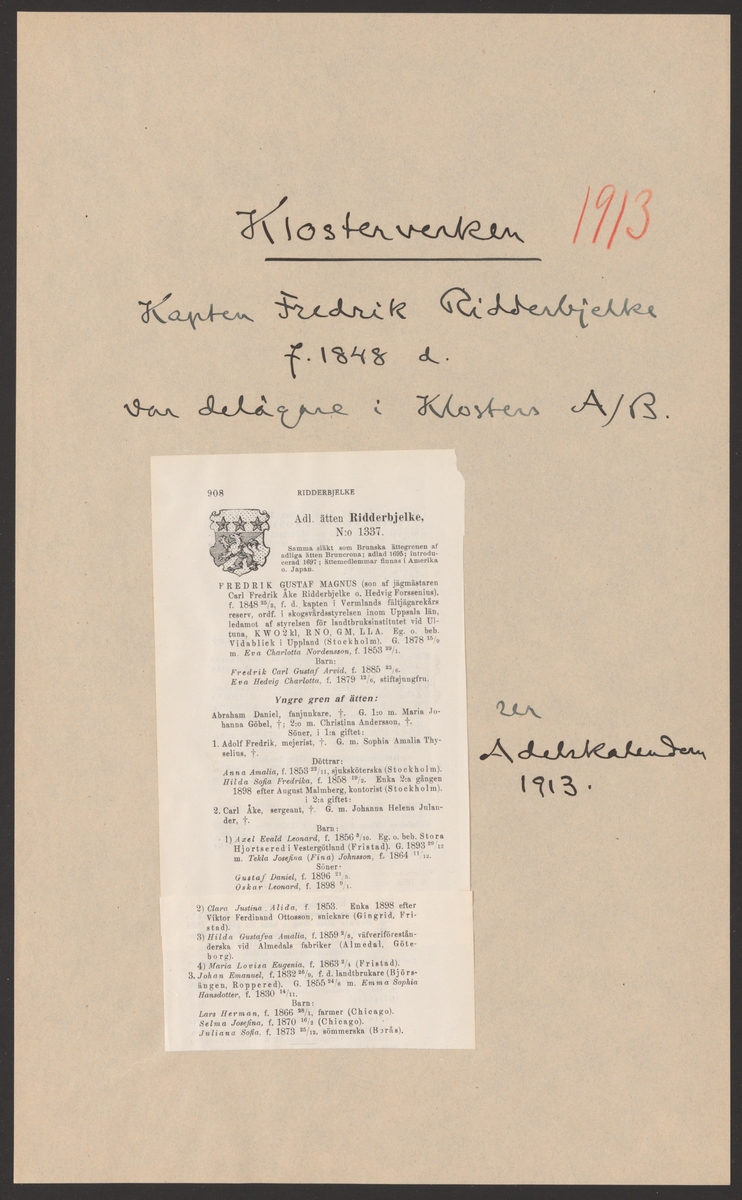 Klosterverken 1913
Kapten Fredrik Ridderbjelke
f. 1848 d.
var delägare i Klosters A/B.
908 RIDDERBJELKE
Adl. ätten Ridderbjelke,
N:o 1337.
Samma släkt som Brunska ättegrenen af
adliga ätten Bruncrona; adlad 1695; introdu-
cerad 1697; ättemedlemmar finnas i Amerika
o. Japan.
FREDRIK GUSTAF MAGNUS (son af jägmästaren
Carl Fredrik Åke Ridderbjelke o. Hedvig Forssenius),
f. 1848 20/3, f. d. kapten i Vermlands fältjägarekårs
reserv, ordf. i skogsvårdsstyrelsen inom Uppsala län,
ledamot af styrelsen för landtbruksinstitutet vid Ul-
tuna, KWO2kl, RNO, GM, LLA. Eg. o. beb.
Vidablick i Uppland (Stockholm). G. 1878 15/9
m. Eva Charlotta Nordensson, f. 1853 29/1.
Barn:
Fredrik Carl Gustaf Arvid, f. 1885 23/6.
Eva Hedvig Charlotta, f. 1879 13/6, stiftsjungfru.
Yngre gren af ätten:
Abraham Daniel, fanjunkare, †. G. 1:o m. Maria Jo-
hanna Göbel, †; 2:o m. Christina Andersson, †.
Söner, i 1:a giftet:
1. Adolf Fredrik, mejerist, †. G. m. Sophia Amalia Thy-
selius, †.
Döttrar:
Anna Amalia, f. 1853 22/11, sjuksköterska (Stockholm).
Hilda Sofia Fredrika, f. 1858 19/2. Enka 2:a gången
1898 efter August Malmberg, kontorist (Stockholm).
i 2:a giftet:
2. Carl Åke, sergeant, †. G. m. Johanna Helena Julan-
der, †.
Barn:
1) Axel Evald Leonard, f. 1856 5/10. Eg. o. beb. Stora
Hjortsered i Vestergötland (Fristad). G. 1893 20/12
m. Tekla Josefina (Fina) Johnsson, f. 1864 11/12.
Söner:
Gustaf Daniel, f. 1896 21/3.
Oskar Leonard, f. 1898 9/1.
2) Clara Justina Alida, f. 1853. Enka 1898 efter
Viktor Ferdinand Ottosson, snickare (Gingrid, Fri-
stad).
3) Hilda Gustafva Amalia, f. 1859 3/8, väfveriförestån-
derska vid Almedals fabriker (Almedal, Göte-
borg).
4) Maria Lovisa Eugenia, f. 1863 2/4 (Fristad).
3. Johan Emanuel, f. 1832 26/9, f. d. landtbrukare (Björs-
ängen, Roppered). G. 1855 24/6 m. Emma Sophia
Hansdotter, f. 1830 14/11.
Barn:
Lars Herman, f. 1866 28/1, farmer (Chicago).
Selma Josefina, f. 1870 16/2 (Chicago).
Juliana Sofia, f. 1873 25/12, sömmerska (Borås).
Adelskalendern
1913.